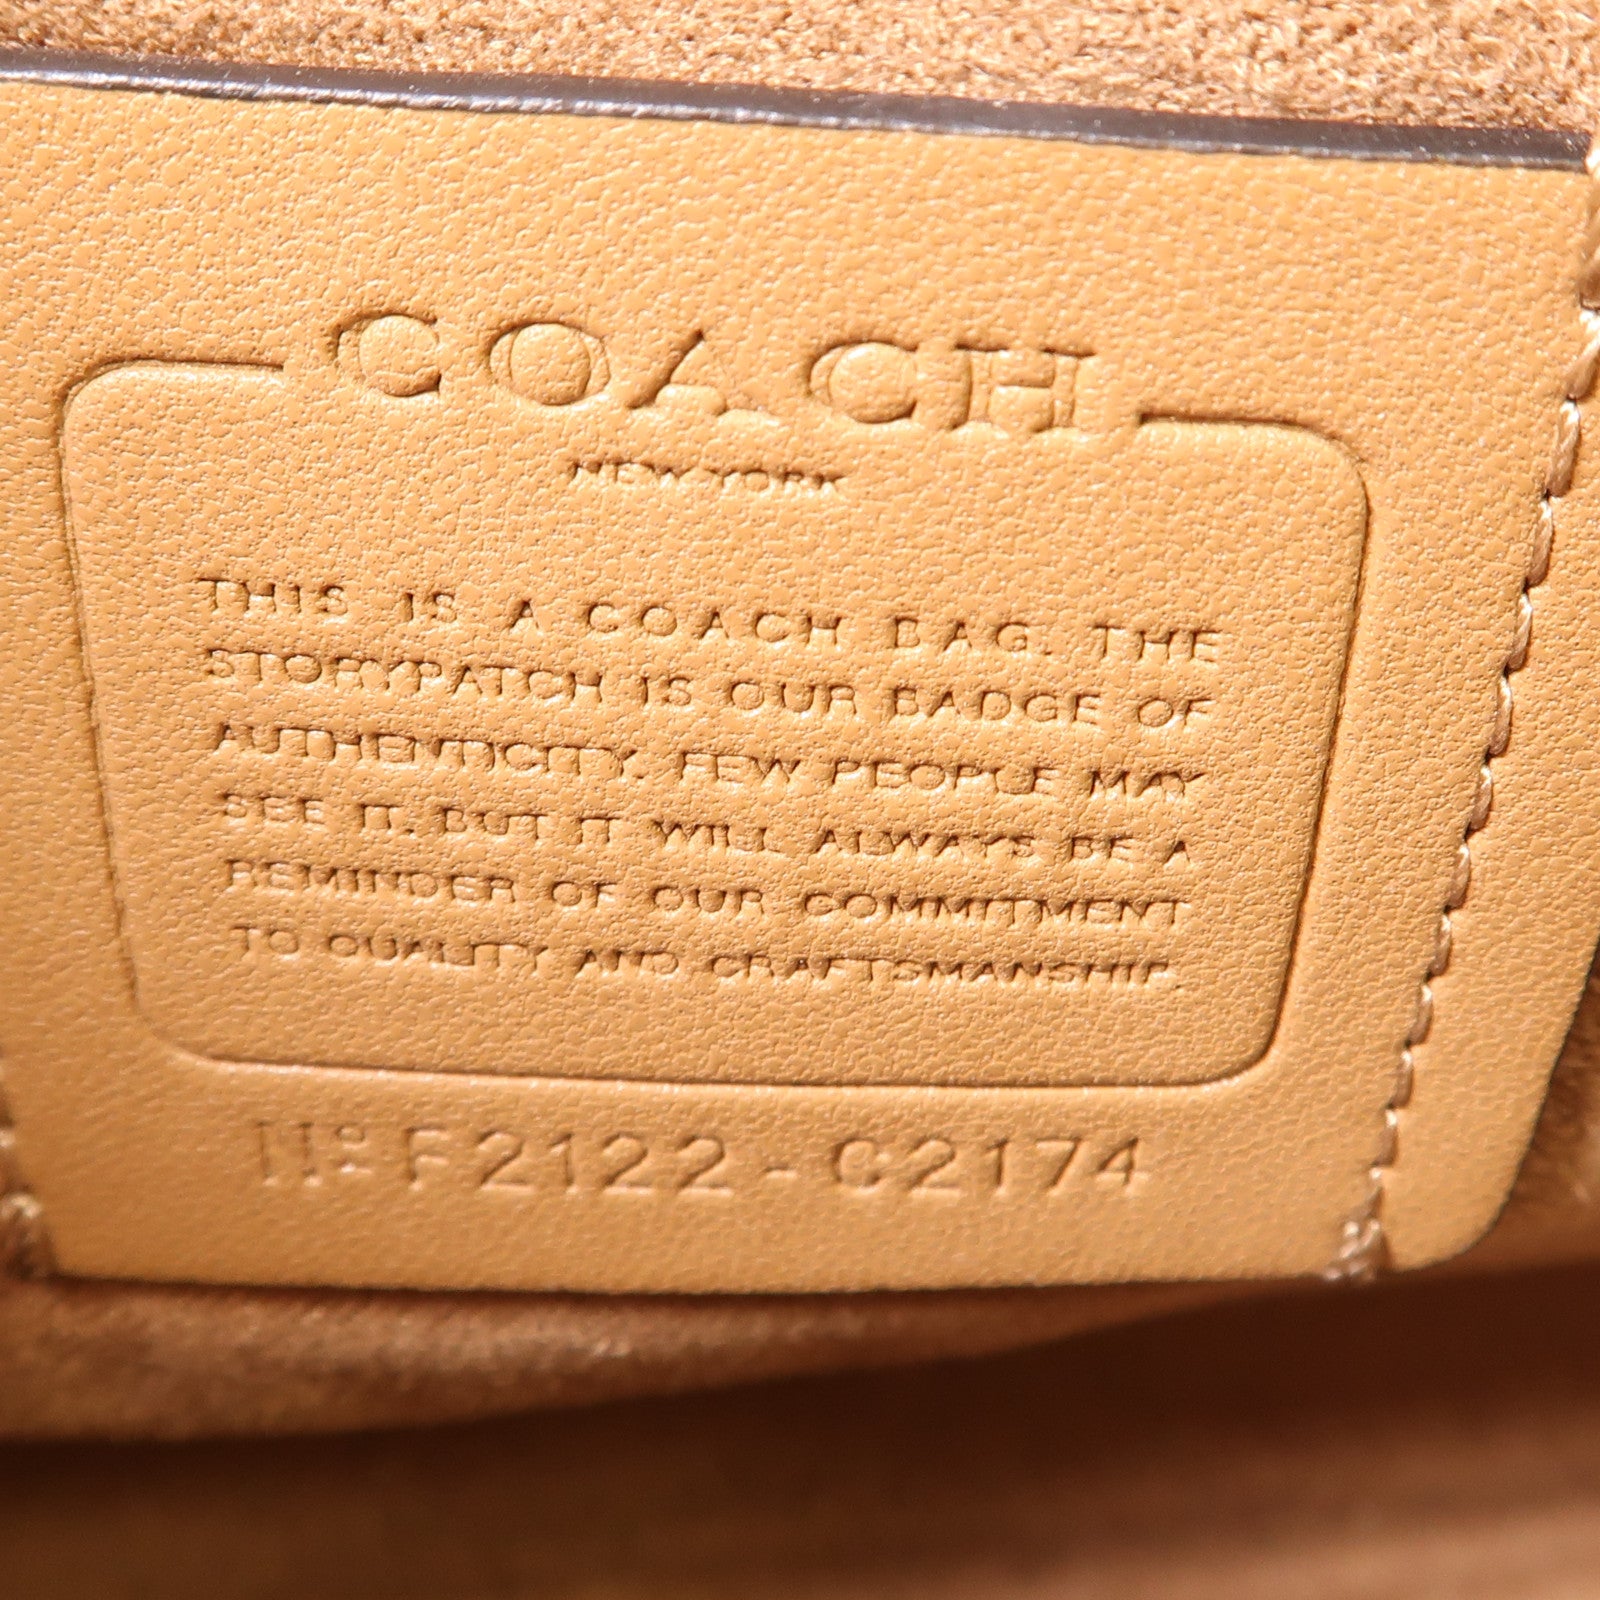 COACH
NEW YORK
THIS IS A COACH BAG. THE
STORYPATCH IS OUR BADGE OF
AUTHENTICITY. FEW PEOPLE MAY
SEE IT. BUT IT WILL ALWAYS BE A
REMINDER OF OUR COMMITMENT
TO QUALITY AND CRAFTSMANSHIP.
Nº F2122-C2174